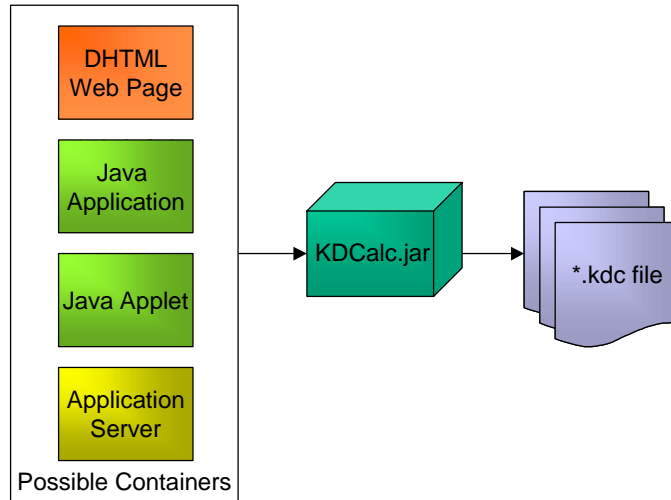 DHTML
Web Page
Java
Application
Java Applet
Application
Server
Possible Containers
KDCalc.jar
*.kdc file